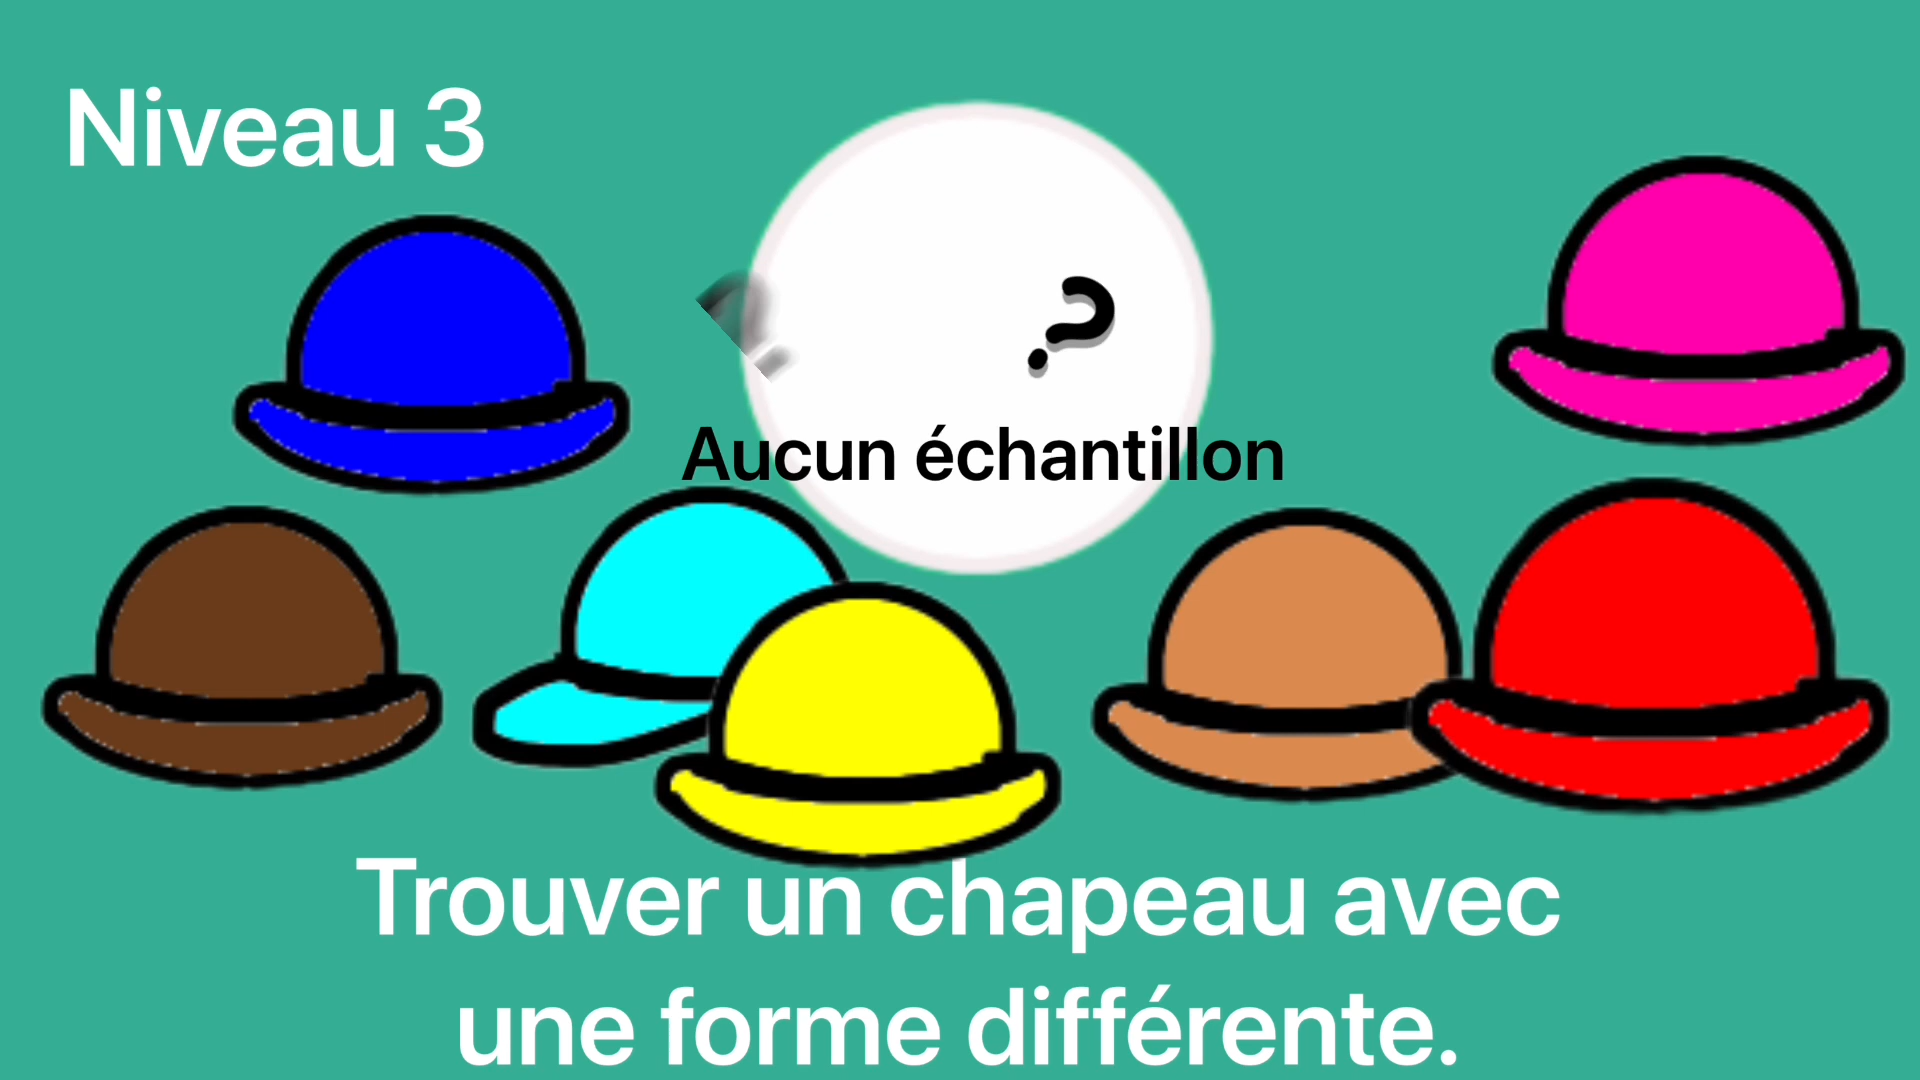 Niveau 3
?
Aucun échantillon
Trouver un chapeau avec
une forme différente.